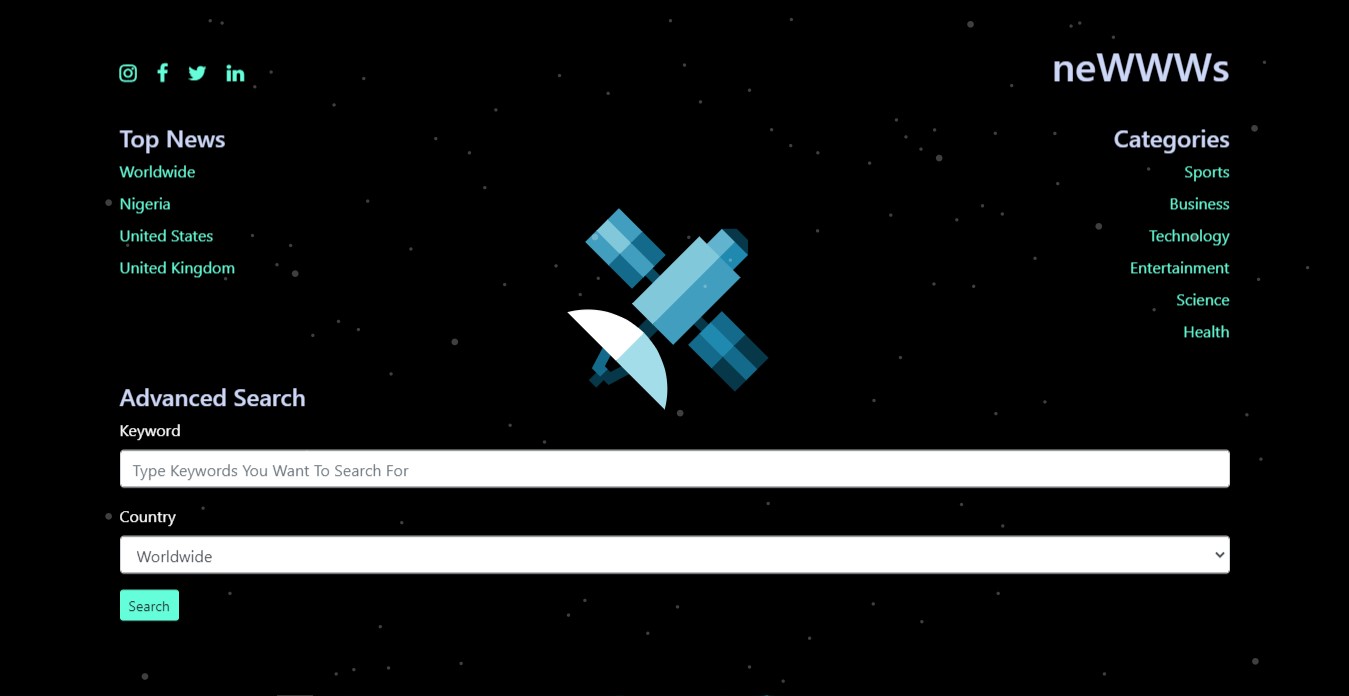 neWWWs
Top News
Worldwide
Nigeria
United States
United Kingdom
Categories
Sports
Business
Technology
Entertainment
Science
Health
Advanced Search
Keyword
Type Keywords You Want To Search For
Country
Worldwide
Search